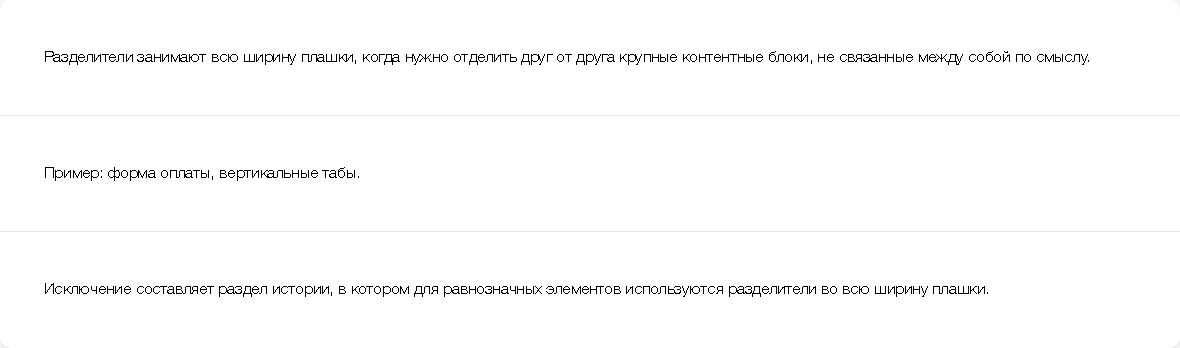 Разделители занимают всю ширину плашки, когда нужно отделить друг от друга крупные контентные блоки, не связанные между собой по смыслу.
Пример: форма оплаты, вертикальные табы.
Исключение составляет раздел истории, в котором для равнозначных элементов используются разделители во всю ширину плашки.